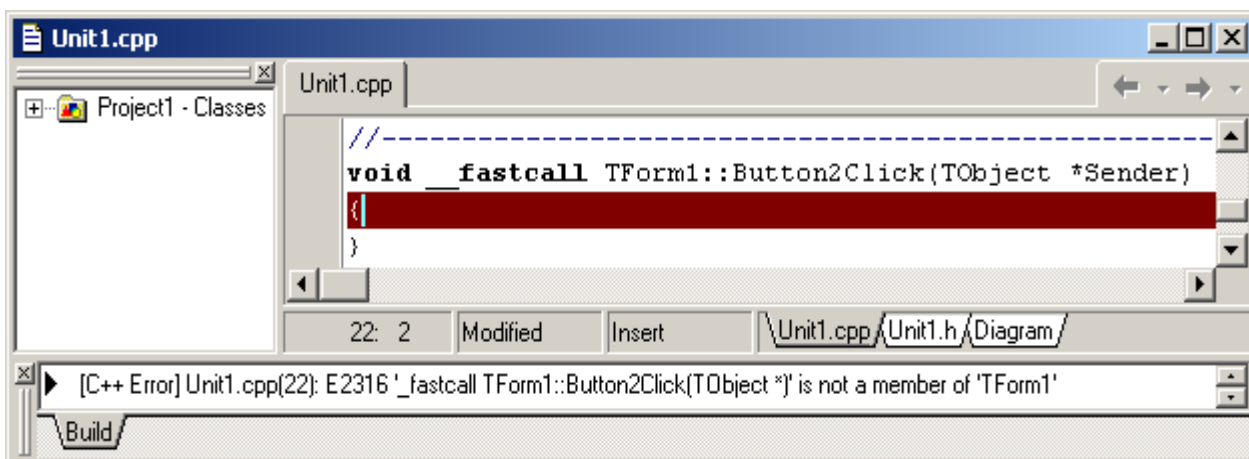 Unit1.cpp
Project1 - Classes
Unit1.cpp
//----------------------------------------------------
void __fastcall TForm1::Button2Click(TObject *Sender)
{
}
22: 2 Modified Insert Unit1.cpp Unit1.h Diagram
[C++ Error] Unit1.cpp(22): E2316 '_fastcall TForm1::Button2Click(TObject *)' is not a member of 'TForm1'
Build